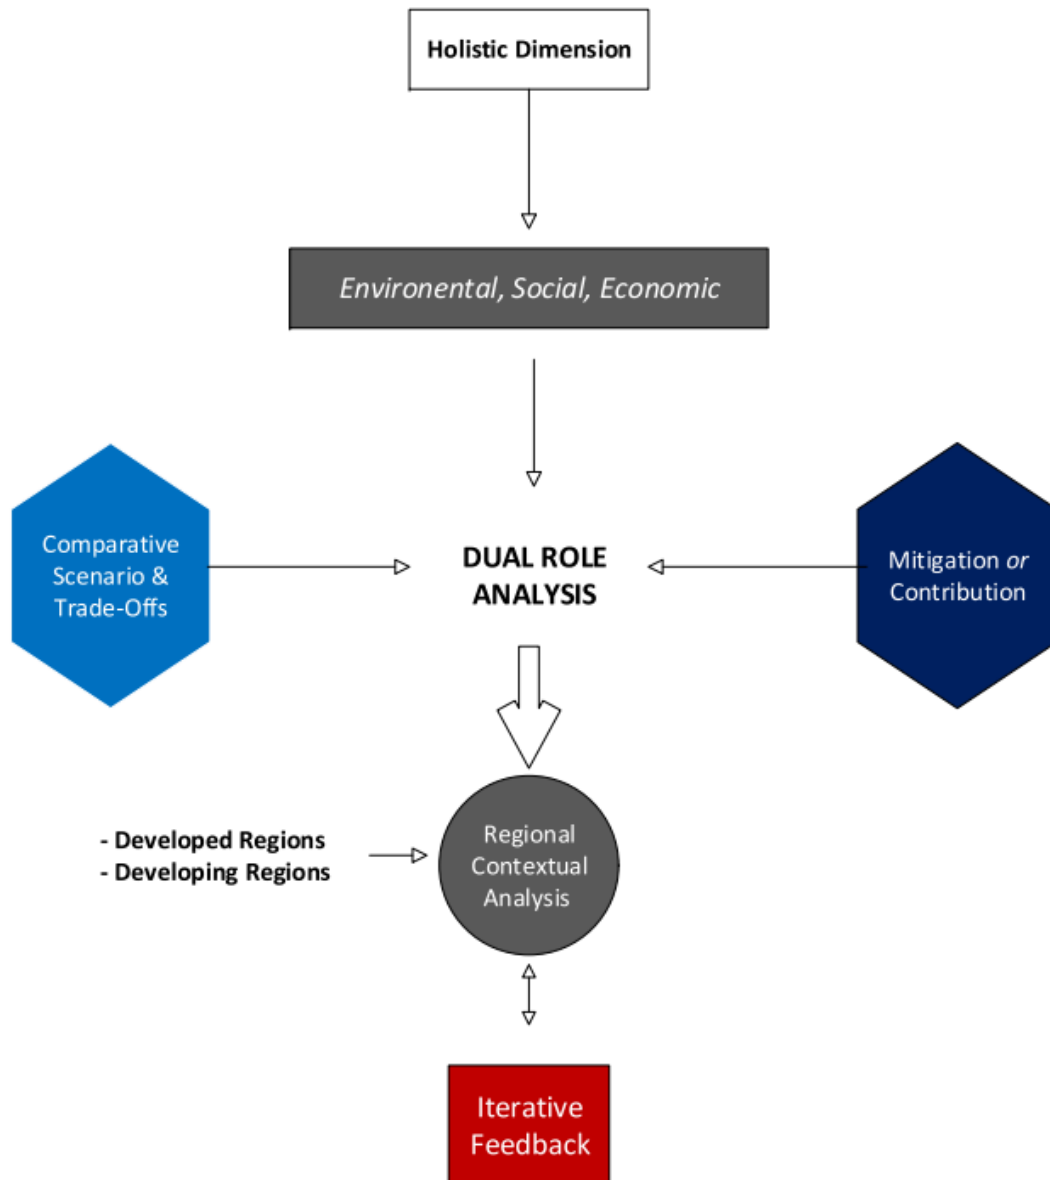 Holistic Dimension
Environental, Social, Economic
Comparative
Scenario &
Trade-Offs
DUAL ROLE
ANALYSIS
Mitigation or
Contribution
- Developed Regions
- Developing Regions
Regional
Contextual
Analysis
Iterative
Feedback